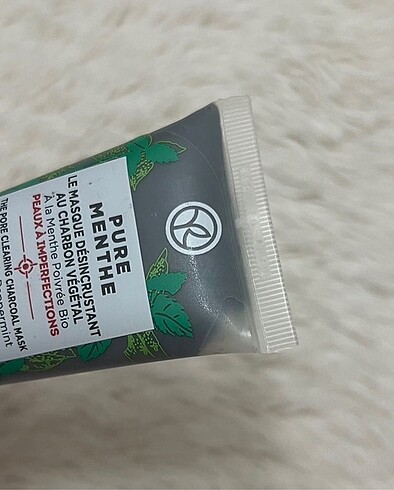 PURE
MENTHE
LE MASQUE DÉSINCRUSTANT
AU CHARBON VÉGÉTAL
À la Menthe Poivrée Bio
PEAUX À IMPERFECTIONS
THE PORE CLEARING CHARCOAL MASK